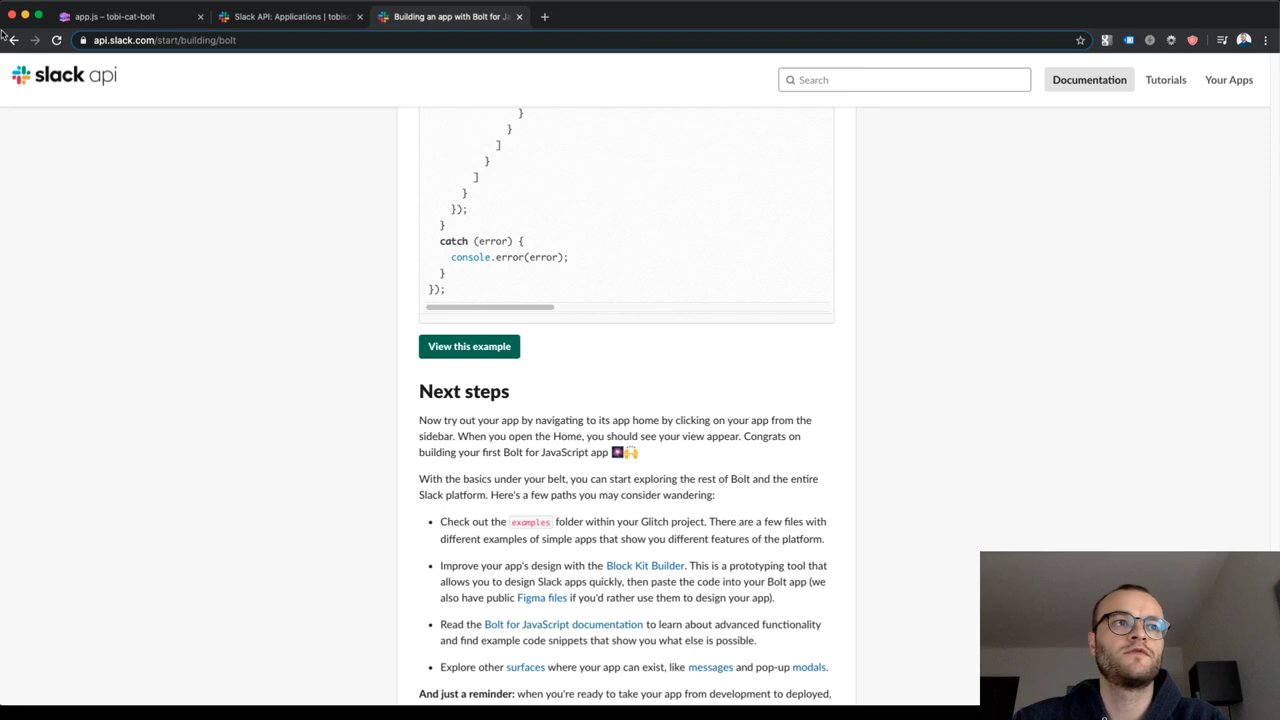 app.js – tobi-cat-bolt
Slack API: Applications | tobis
Building an app with Bolt for Ja
api.slack.com/start/building/bolt
slack api
Search
Documentation
Tutorials
Your Apps
}
}
]
}
]
}
});
}
catch (error) {
console.error(error);
}
});
View this example
Next steps
Now try out your app by navigating to its app home by clicking on your app from the
sidebar. When you open the Home, you should see your view appear. Congrats on
building your first Bolt for JavaScript app 🎆🙌
With the basics under your belt, you can start exploring the rest of Bolt and the entire
Slack platform. Here's a few paths you may consider wandering:
• Check out the examples folder within your Glitch project. There are a few files with
different examples of simple apps that show you different features of the platform.
• Improve your app's design with the Block Kit Builder. This is a prototyping tool that
allows you to design Slack apps quickly, then paste the code into your Bolt app (we
also have public Figma files if you'd rather use them to design your app).
• Read the Bolt for JavaScript documentation to learn about advanced functionality
and find example code snippets that show you what else is possible.
• Explore other surfaces where your app can exist, like messages and pop-up modals.
And just a reminder: when you're ready to take your app from development to deployed,